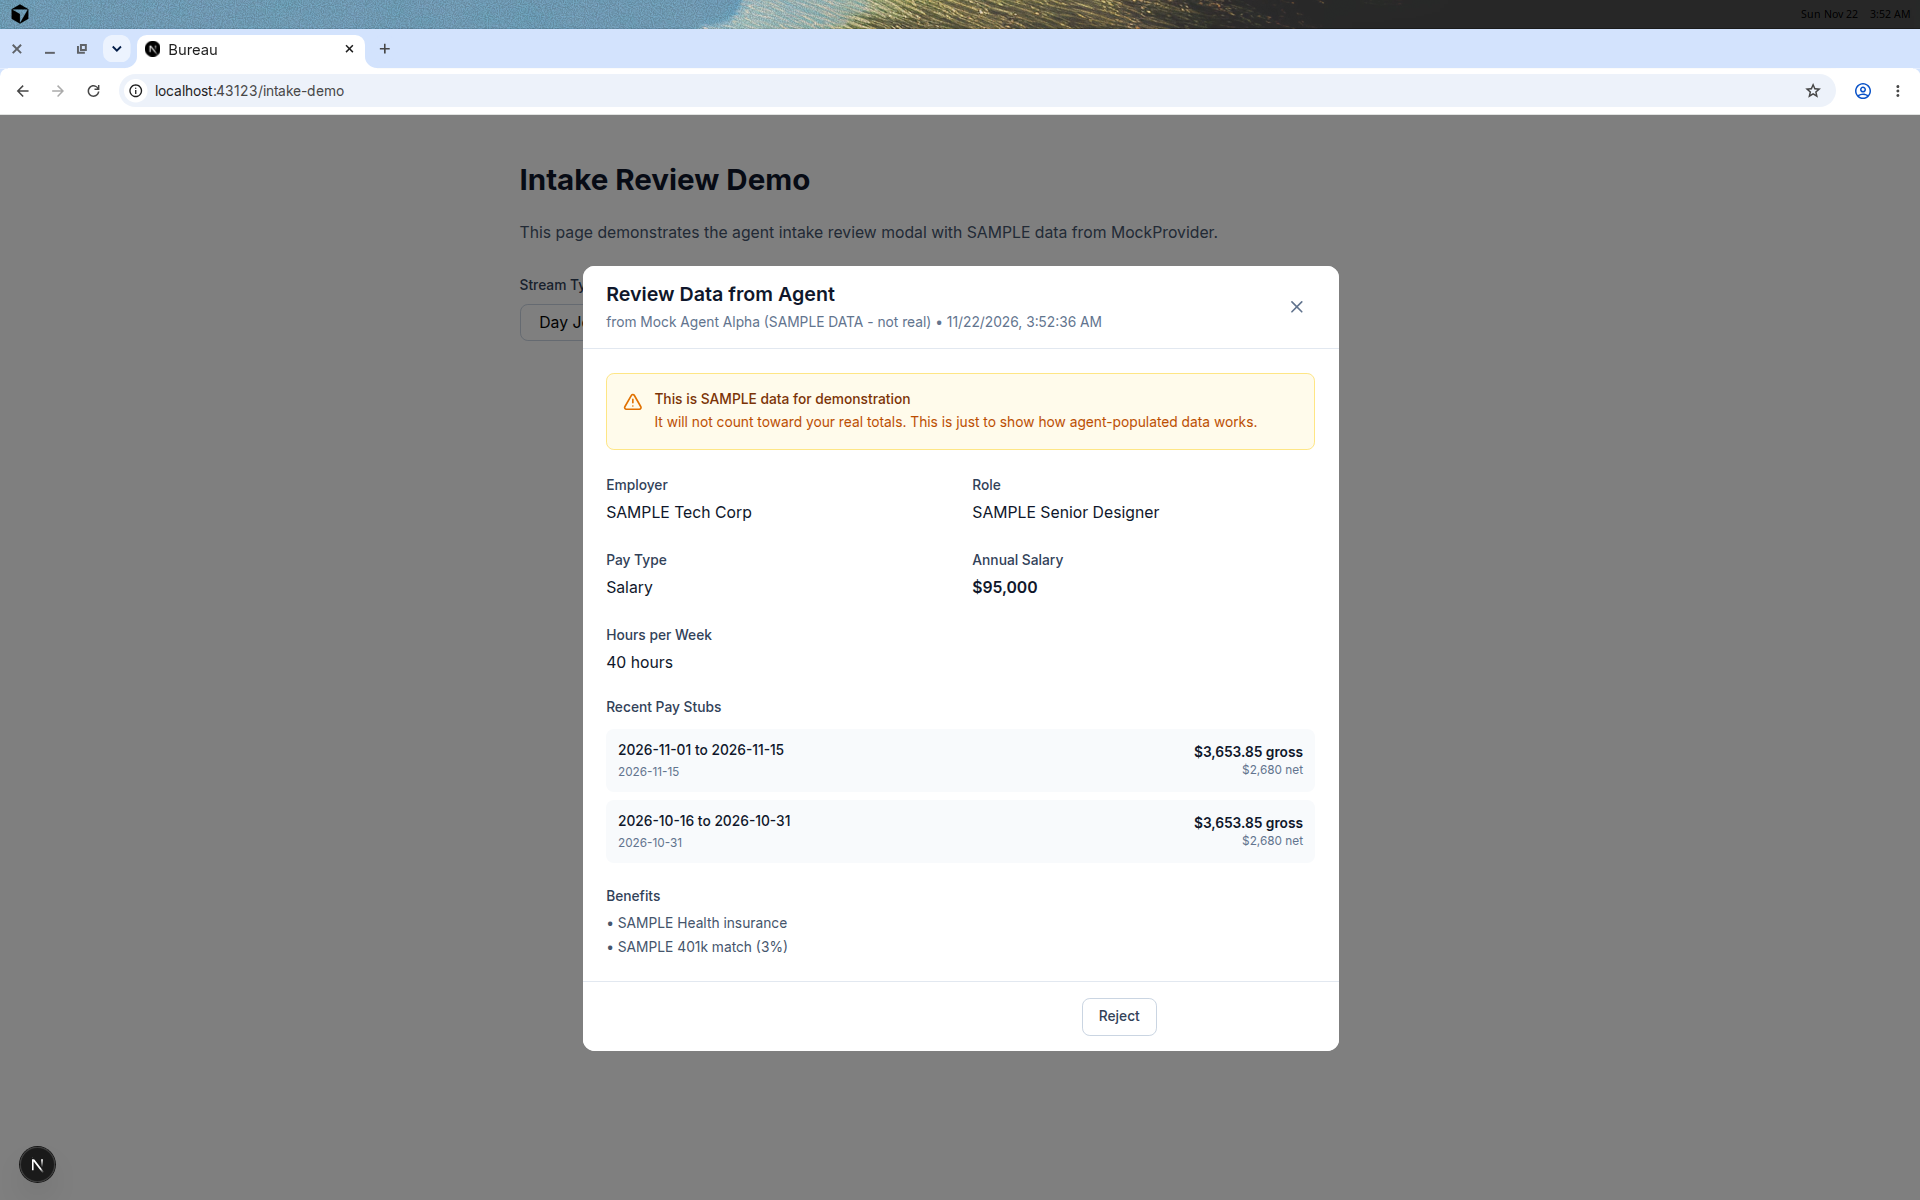 Sun Nov 22 3:52 AM
Bureau
localhost:43123/intake-demo
Intake Review Demo
This page demonstrates the agent intake review modal with SAMPLE data from MockProvider.
Stream Ty
Day J
Review Data from Agent
from Mock Agent Alpha (SAMPLE DATA - not real) • 11/22/2026, 3:52:36 AM
This is SAMPLE data for demonstration
It will not count toward your real totals. This is just to show how agent-populated data works.
Employer
SAMPLE Tech Corp
Role
SAMPLE Senior Designer
Pay Type
Salary
Annual Salary
$95,000
Hours per Week
40 hours
Recent Pay Stubs
2026-11-01 to 2026-11-15
2026-11-15
$3,653.85 gross
$2,680 net
2026-10-16 to 2026-10-31
2026-10-31
$3,653.85 gross
$2,680 net
Benefits
• SAMPLE Health insurance
• SAMPLE 401k match (3%)
Reject
N